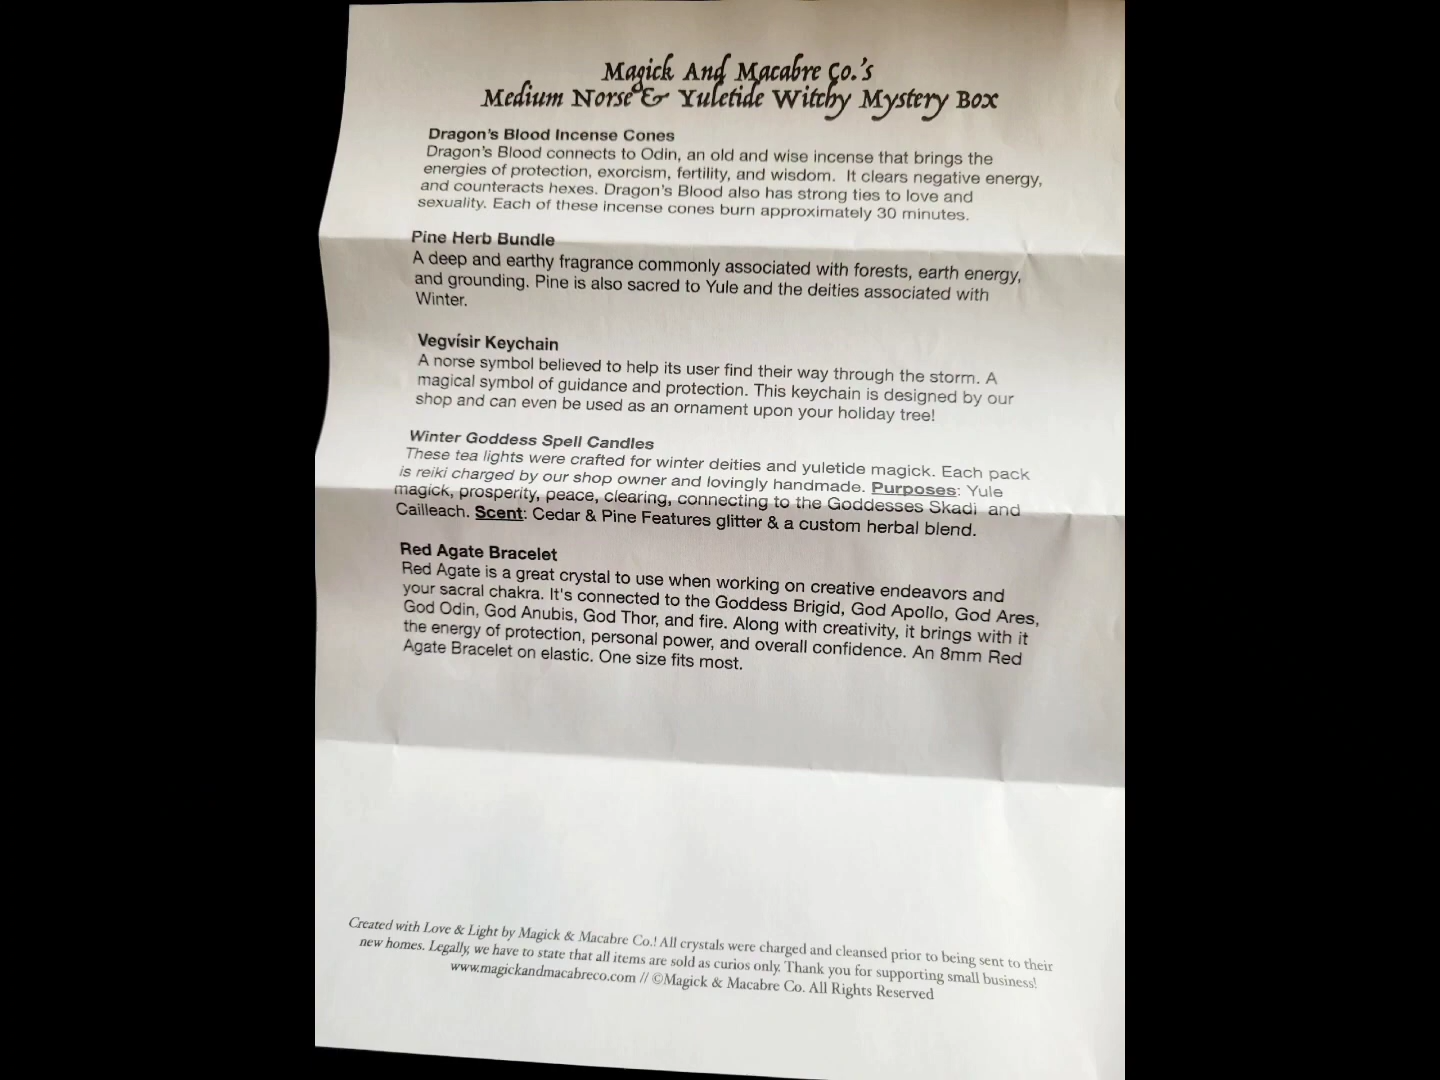 Magick And Macabre Co.'s
Medium Norse & Yuletide Witchy Mystery Box
Dragon's Blood Incense Cones
Dragon's Blood connects to Odin, an old and wise incense that brings the
energies of protection, exorcism, fertility, and wisdom. It clears negative energy,
and counteracts hexes. Dragon's Blood also has strong ties to love and
sexuality. Each of these incense cones burn approximately 30 minutes.
Pine Herb Bundle
A deep and earthy fragrance commonly associated with forests, earth energy,
and grounding. Pine is also sacred to Yule and the deities associated with
Winter.
Vegvísir Keychain
A norse symbol believed to help its user find their way through the storm. A
magical symbol of guidance and protection. This keychain is designed by our
shop and can even be used as an ornament upon your holiday tree!
Winter Goddess Spell Candles
These tea lights were crafted for winter deities and yuletide magick. Each pack
is reiki charged by our shop owner and lovingly handmade. Purposes: Yule
magick, prosperity, peace, clearing, connecting to the Goddesses Skadi and
Cailleach. Scent: Cedar & Pine Features glitter & a custom herbal blend.
Red Agate Bracelet
Red Agate is a great crystal to use when working on creative endeavors and
your sacral chakra. It's connected to the Goddess Brigid, God Apollo, God Ares,
God Odin, God Anubis, God Thor, and fire. Along with creativity, it brings with it
the energy of protection, personal power, and overall confidence. An 8mm Red
Agate Bracelet on elastic. One size fits most.
Created with Love & Light by Magick & Macabre Co.! All crystals were charged and cleansed prior to being sent to their
new homes. Legally, we have to state that all items are sold as curios only. Thank you for supporting small business!
www.magickandmacabreco.com // ©Magick & Macabre Co. All Rights Reserved